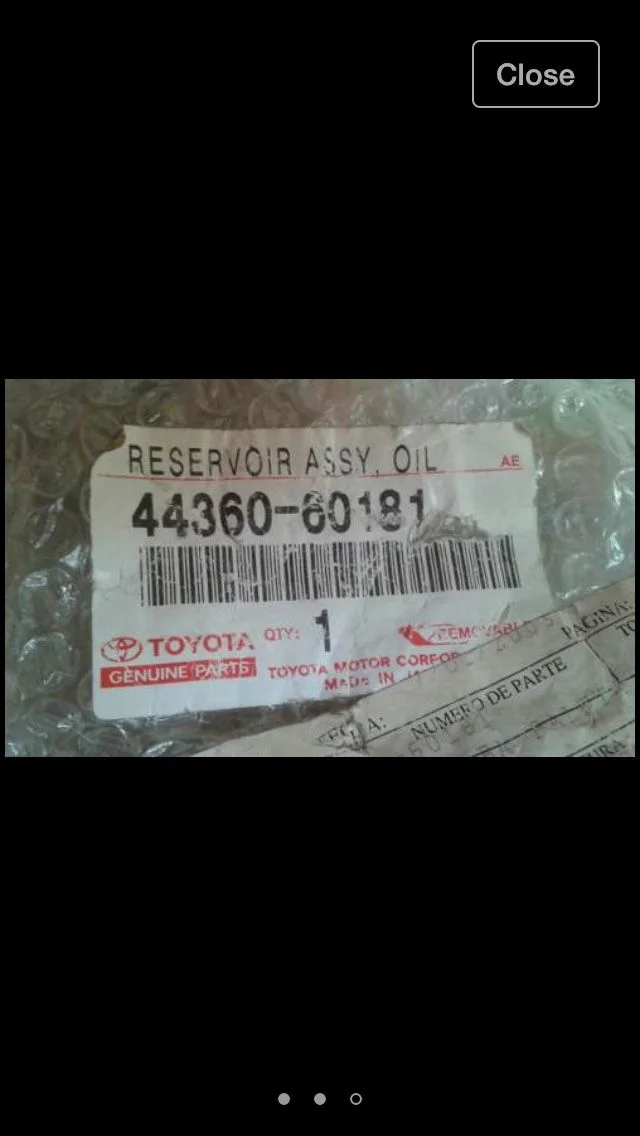 Close
RESERVOIR ASSY, OIL AE
44360-60181
TOYOTA QTY: 1
GENUINE PARTS TOYOTA MOTOR
MADE IN
PAGINA:
NUMERO DE PARTE